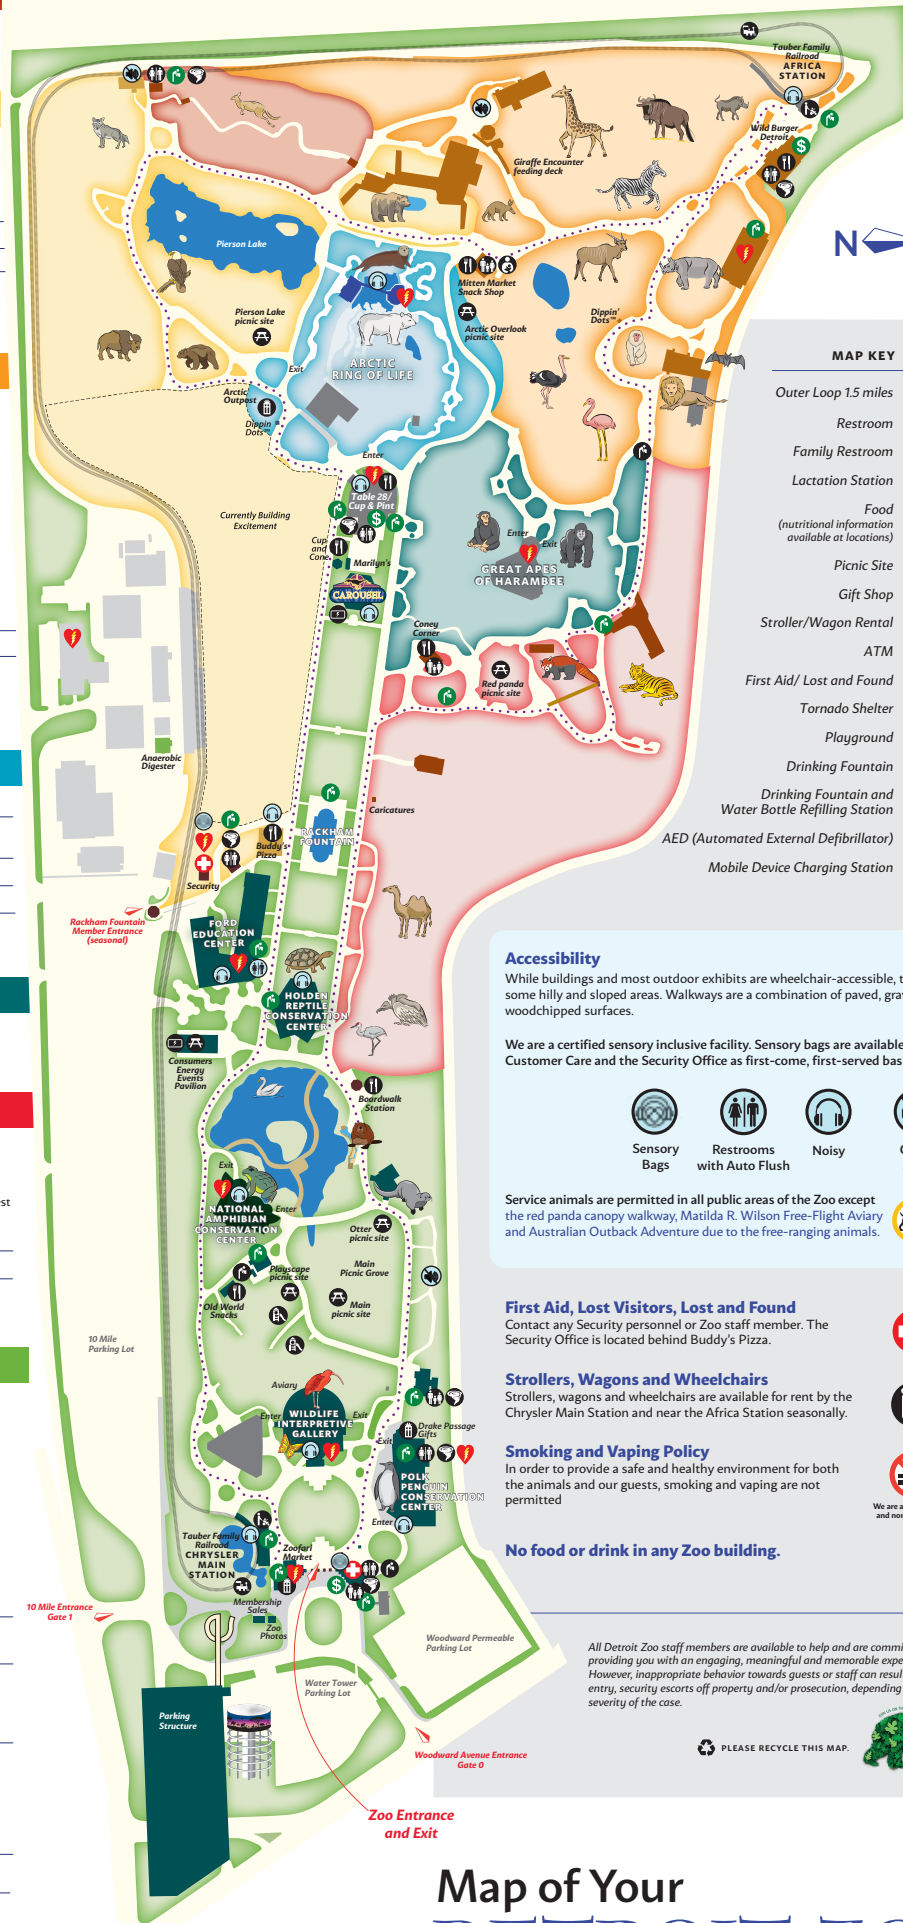 Tauber Family
Railroad
AFRICA
STATION
Wild Burger
Detroit
$
Giraffe Encounter
feeding deck
N
Pierson Lake
Mitten Market
Snack Shop
Pierson Lake
picnic site
Arctic Overlook
picnic site
Dippin'
Dots™
ARCTIC
RING OF LIFE
Exit
Arctic
Outpost
Dippin
Dots™
Enter
Table 28/
Cup & Pint
$
Currently Building
Excitement
Cup
and
Cone
Marilyn's
CAROUSEL
Enter
Exit
GREAT APES
OF HARAMBEE
Coney
Corner
Red panda
picnic site
Anaerobic
Digester
Caricatures
RACKHAM
FOUNTAIN
Buddy's
Pizza
Security
Rackham Fountain
Member Entrance
(seasonal)
FORD
EDUCATION
CENTER
HOLDEN
REPTILE
CONSERVATION
CENTER
Consumers
Energy
Events
Pavilion
Boardwalk
Station
Exit
NATIONAL
AMPHIBIAN
CONSERVATION
CENTER
Enter
Otter
picnic site
Playscape
picnic site
Main
Picnic Grove
Old World
Snacks
Main
picnic site
10 Mile
Parking Lot
Aviary
Enter
WILDLIFE
INTERPRETIVE
GALLERY
Exit
Drake Passage
Gifts
Exit
POLK
PENGUIN
CONSERVATION
CENTER
Enter
Tauber Family
Railroad
CHRYSLER
MAIN
STATION
Zoofari
Market
$
Membership
Sales
Zoo
Photos
10 Mile Entrance
Gate 1
Woodward Permeable
Parking Lot
Water Tower
Parking Lot
Parking
Structure
Woodward Avenue Entrance
Gate 0
Zoo Entrance
and Exit
MAP KEY
Outer Loop 1.5 miles
Restroom
Family Restroom
Lactation Station
Food
(nutritional information
available at locations)
Picnic Site
Gift Shop
Stroller/Wagon Rental
ATM
First Aid/ Lost and Found
Tornado Shelter
Playground
Drinking Fountain
Drinking Fountain and
Water Bottle Refilling Station
AED (Automated External Defibrillator)
Mobile Device Charging Station
Accessibility
While buildings and most outdoor exhibits are wheelchair-accessible, t
some hilly and sloped areas. Walkways are a combination of paved, gra
woodchipped surfaces.
We are a certified sensory inclusive facility. Sensory bags are available
Customer Care and the Security Office as first-come, first-served bas
Sensory
Bags
Restrooms
with Auto Flush
Noisy
Service animals are permitted in all public areas of the Zoo except
the red panda canopy walkway, Matilda R. Wilson Free-Flight Aviary
and Australian Outback Adventure due to the free-ranging animals.
First Aid, Lost Visitors, Lost and Found
Contact any Security personnel or Zoo staff member. The
Security Office is located behind Buddy's Pizza.
Strollers, Wagons and Wheelchairs
Strollers, wagons and wheelchairs are available for rent by the
Chrysler Main Station and near the Africa Station seasonally.
Smoking and Vaping Policy
In order to provide a safe and healthy environment for both
the animals and our guests, smoking and vaping are not
permitted
We are a
and no
No food or drink in any Zoo building.
All Detroit Zoo staff members are available to help and are commi
providing you with an engaging, meaningful and memorable expe
However, inappropriate behavior towards guests or staff can resul
entry, security escorts off property and/or prosecution, depending
severity of the case.
PLEASE RECYCLE THIS MAP.
Map of Your